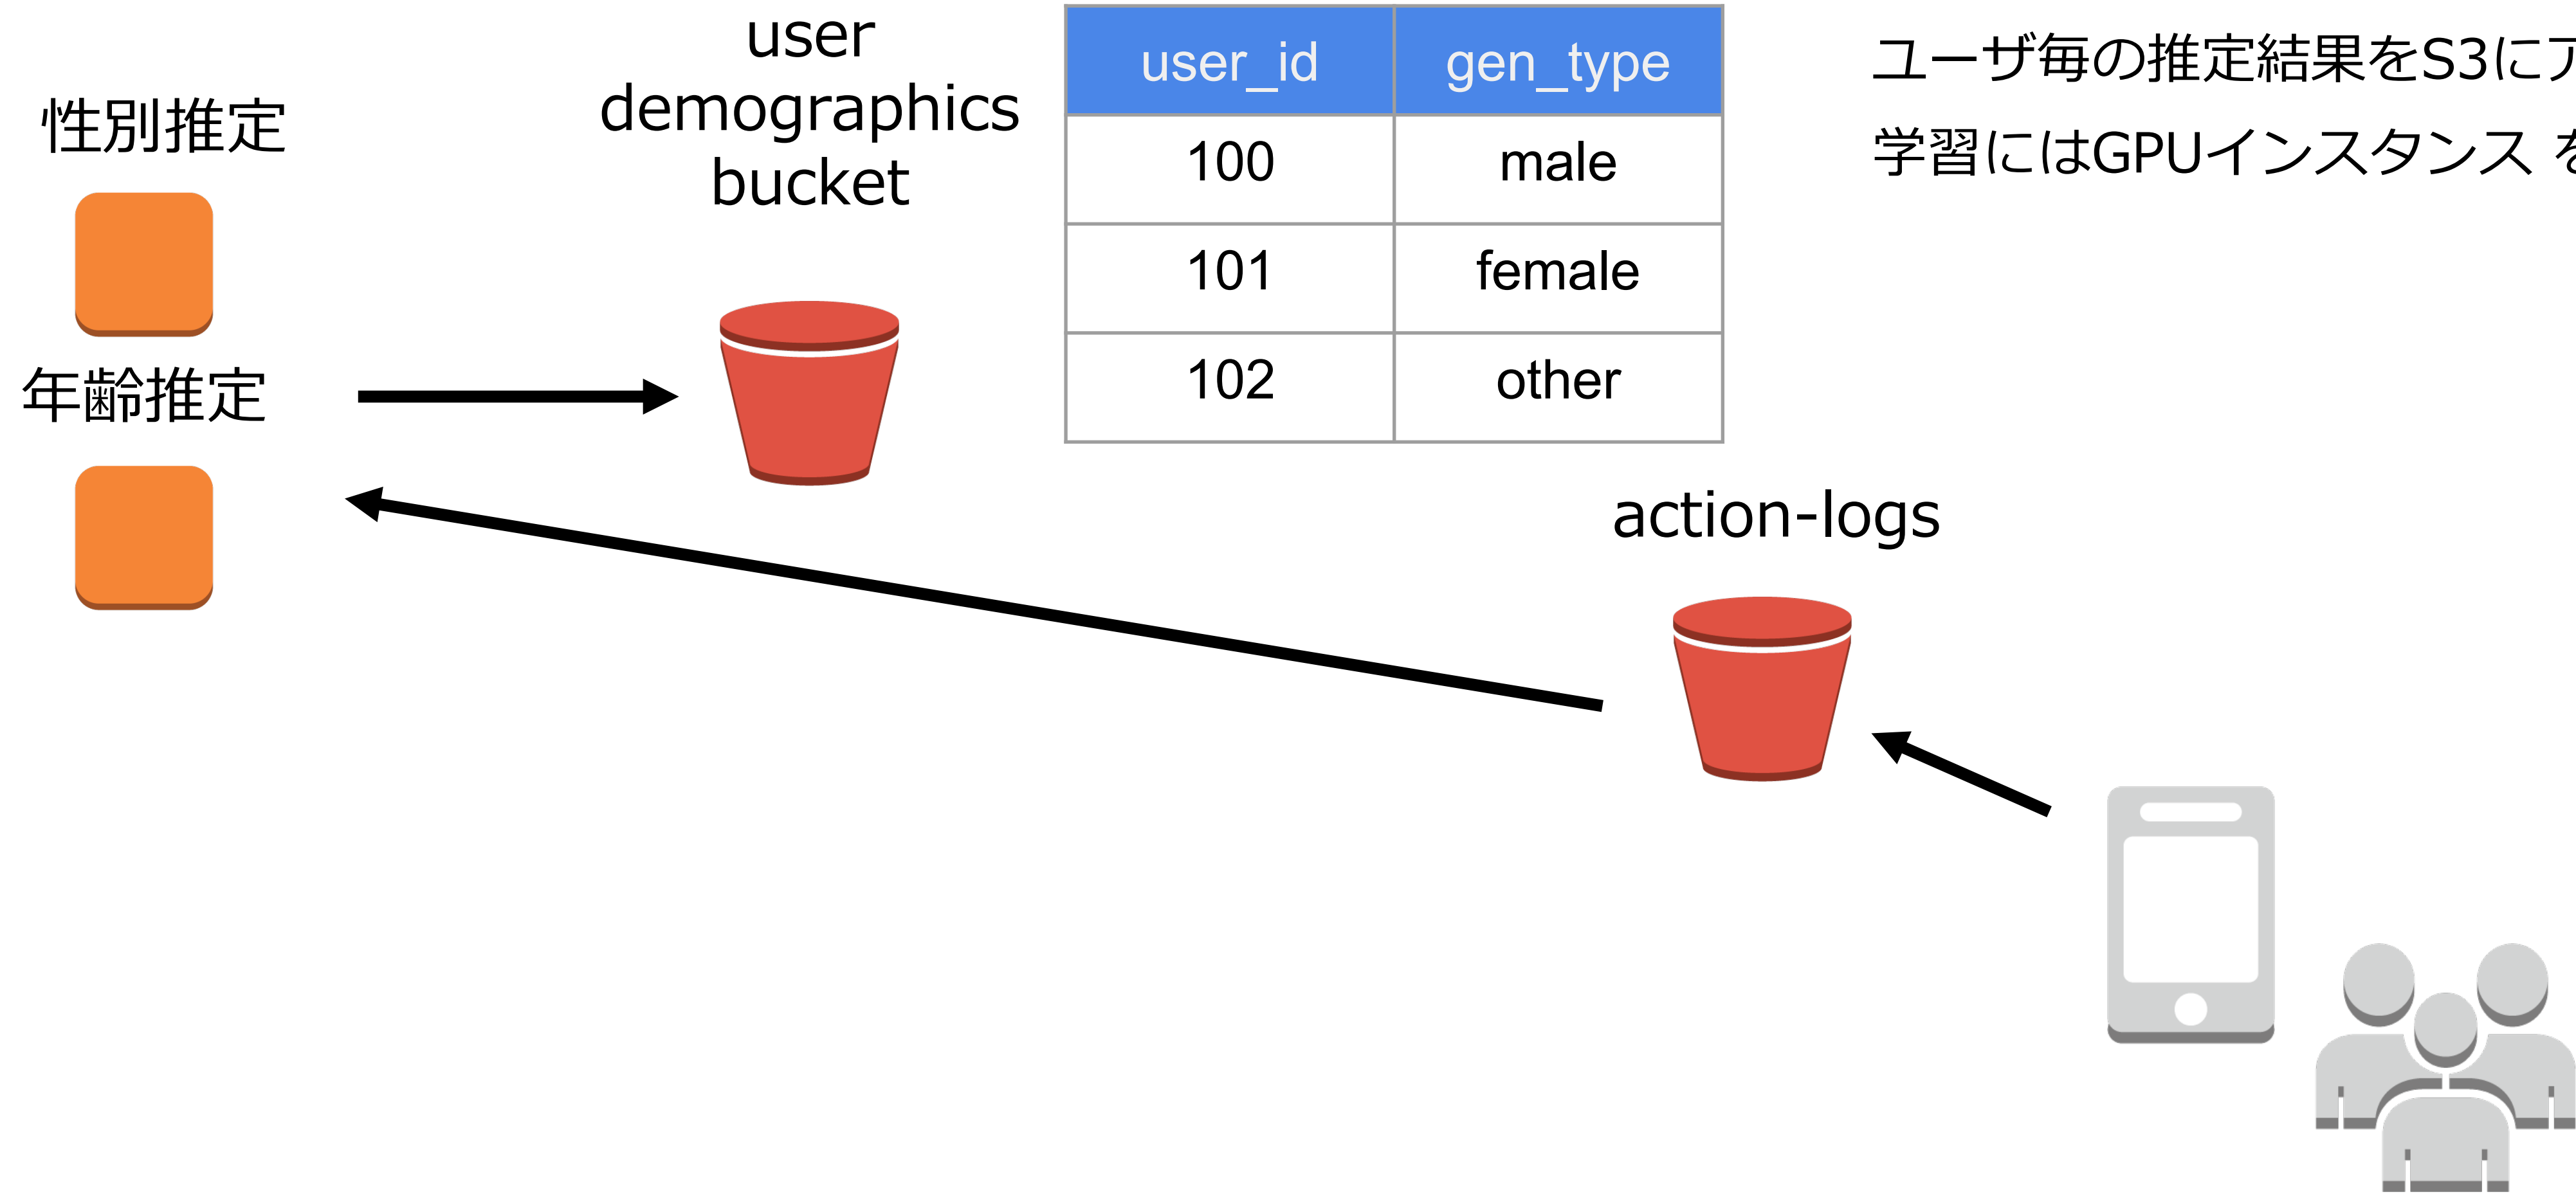 性別推定
年齢推定
user
demographics
bucket
user_id gen_type
100 male
101 female
102 other
ユーザ毎の推定結果をS3に
学習にはGPUインスタンス
action-logs